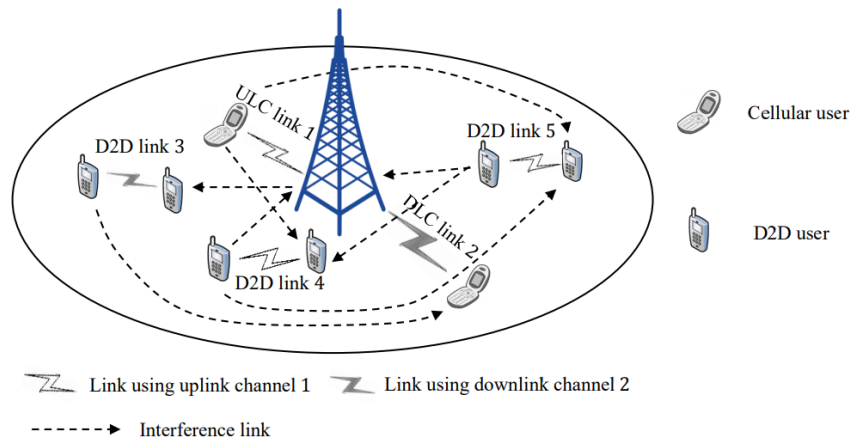 ULC link 1
D2D link 3
D2D link 5
Cellular user
DLC link 2
D2D user
D2D link 4
Link using uplink channel 1
Link using downlink channel 2
Interference link